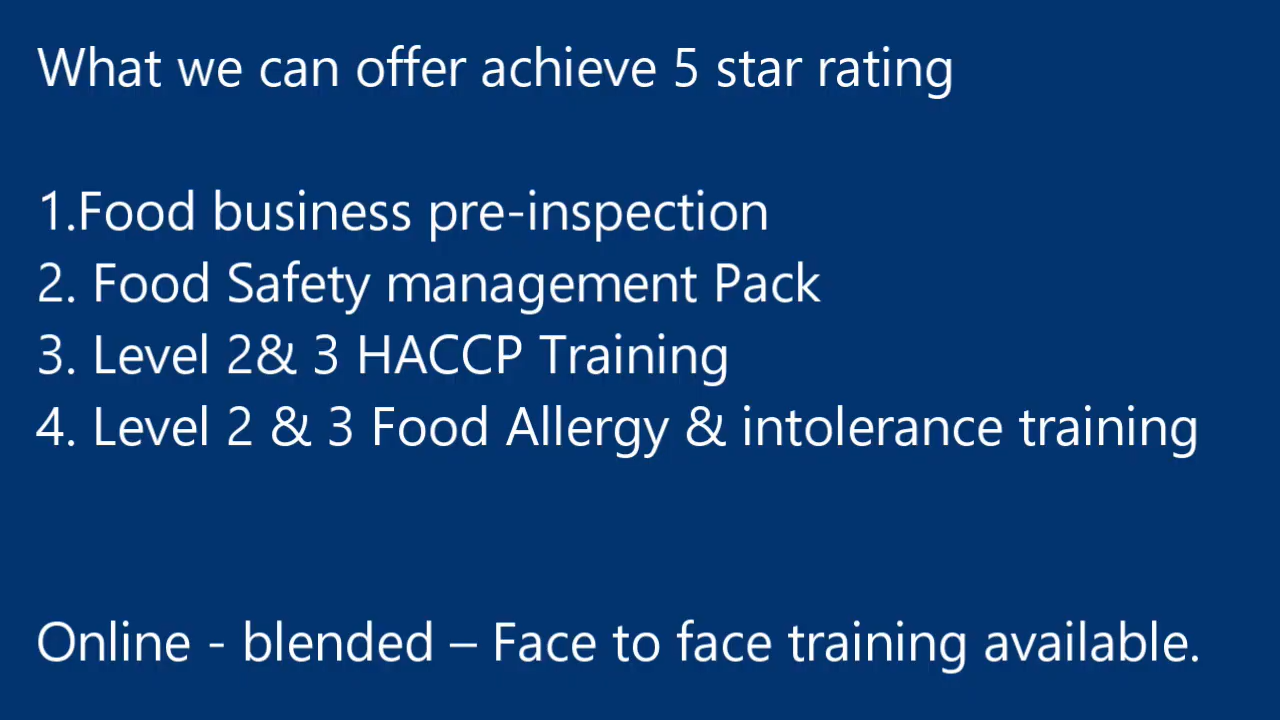 What we can offer achieve 5 star rating
1.Food business pre-inspection
2. Food Safety management Pack
3. Level 2& 3 HACCP Training
4. Level 2 & 3 Food Allergy & intolerance training
Online - blended – Face to face training available.